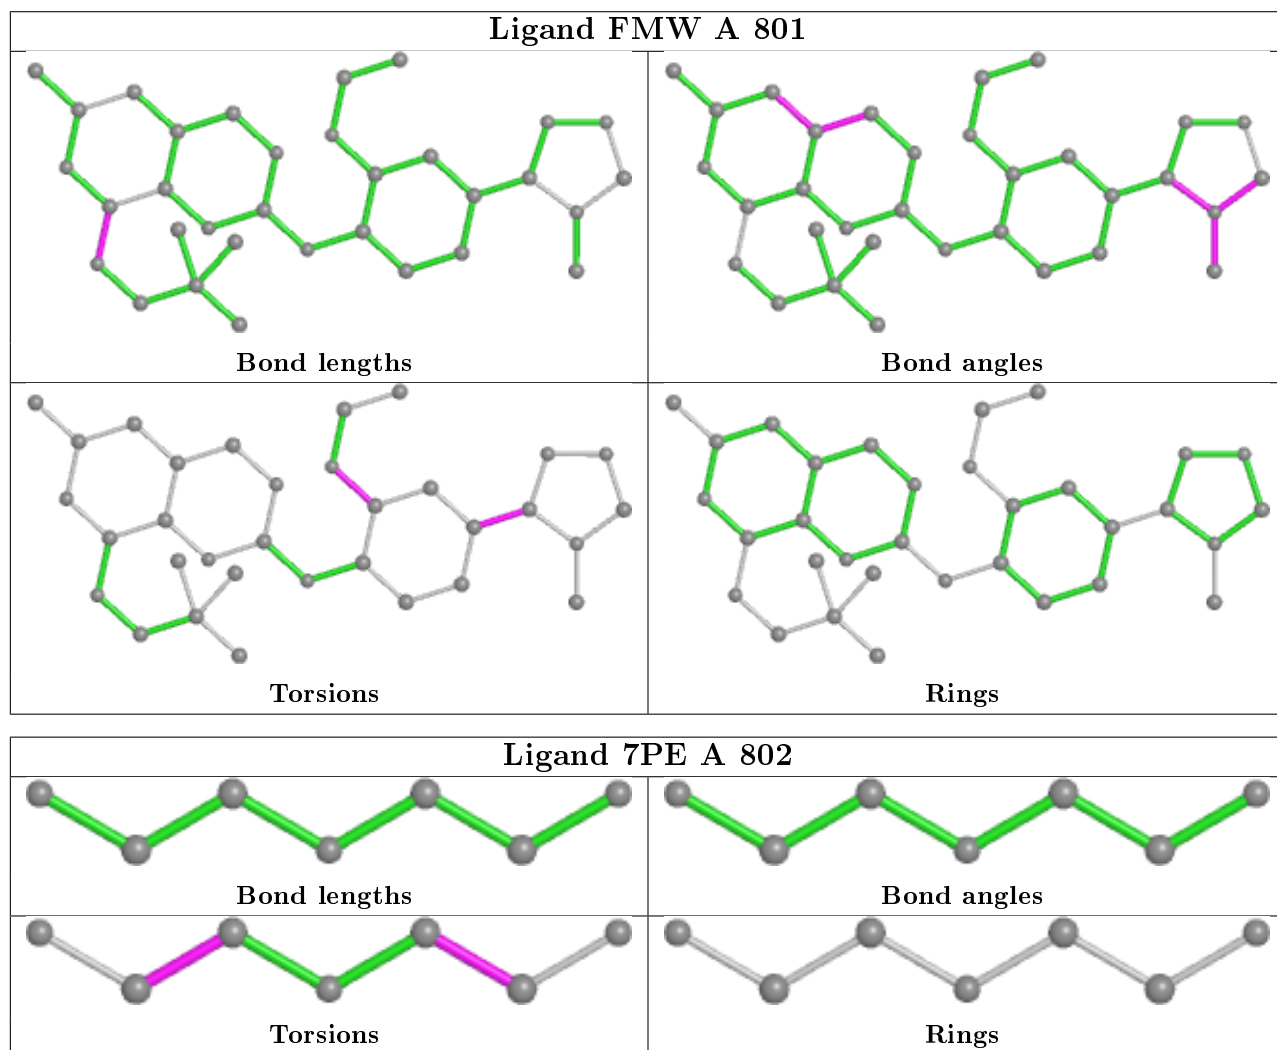 Ligand FMW A 801
Bond lengths
Bond angles
Torsions
Rings
Ligand 7PE A 802
Bond lengths
Bond angles
Torsions
Rings